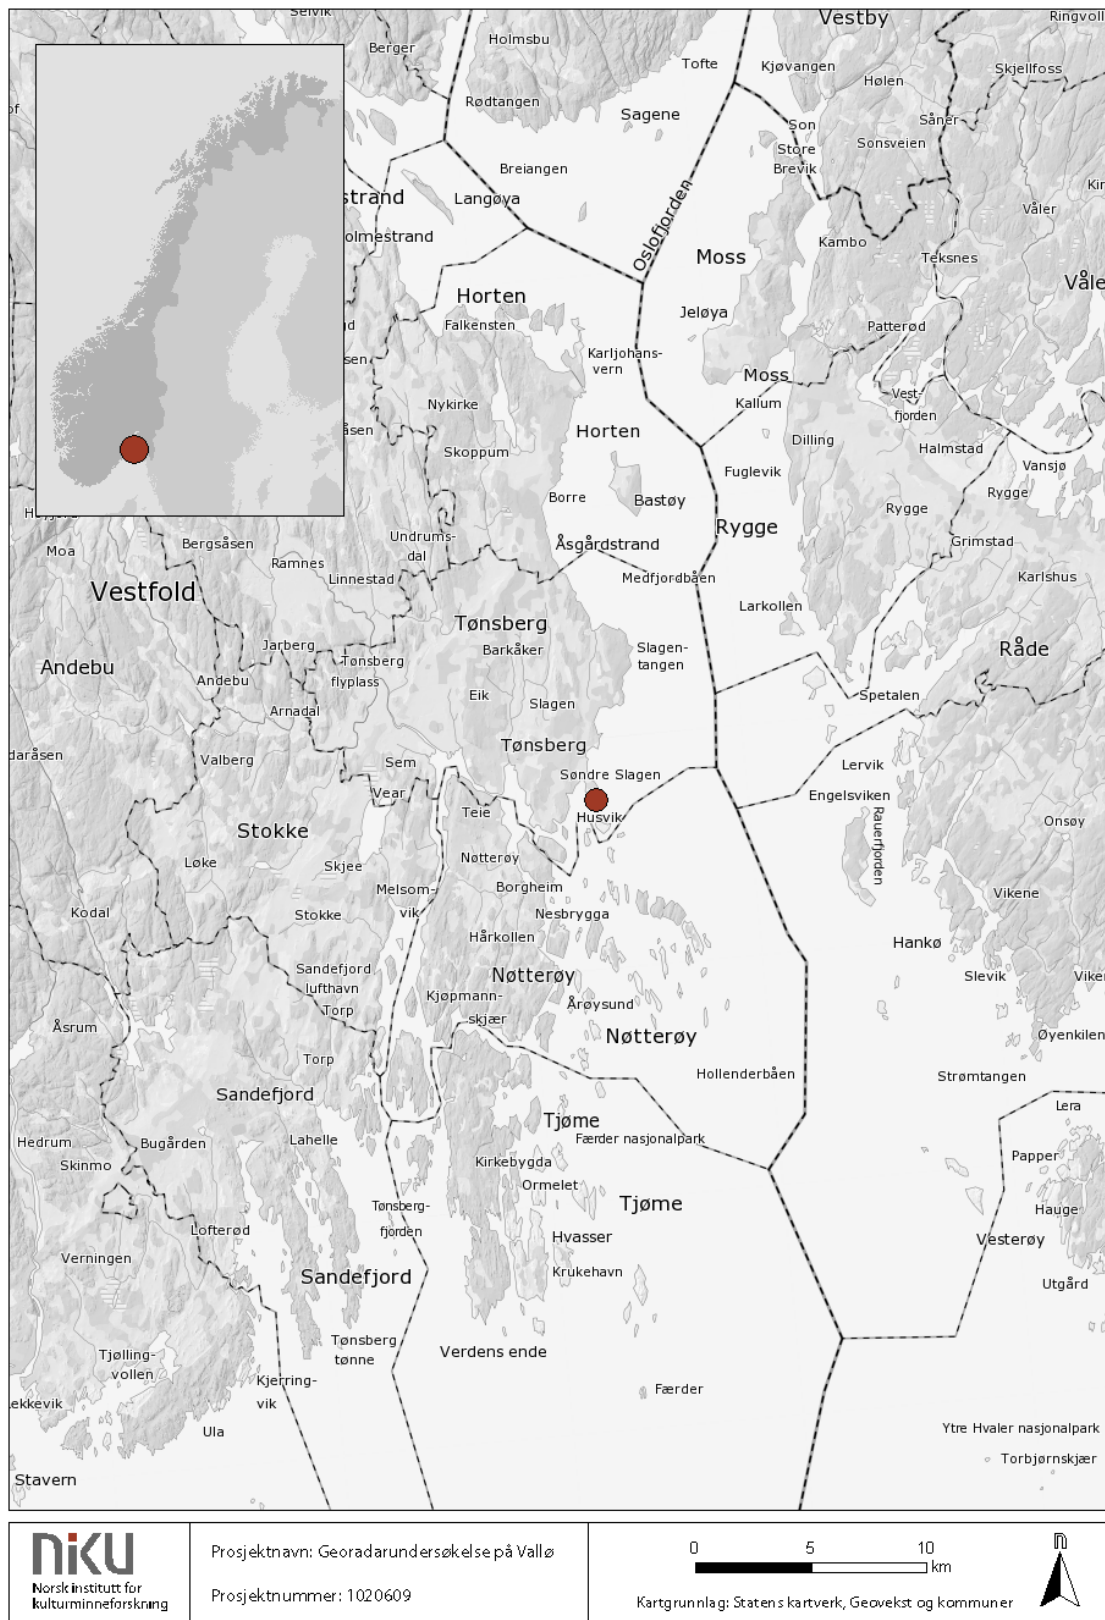 Selvik
Holmsbu
Vestby
Ringvoll
Berger
Tofte
Kjøvangen
Hølen
Skjellfoss
Rødtangen
Sagene
Son
Såner
Store
Brevik
Sonsveien
Breiangen
Langøya
strand
olmestrand
Oslofjorden
Moss
Kambo
Våler
Teksnes
Våle
Horten
Falkensten
Jeløya
Patterød
Karljohans-
vern
Moss
Kallum
Vest-
fjorden
Nykirke
Horten
Dilling
Halmstad
Skoppum
Fuglevik
Vansjø
Borre
Bastøy
Rygge
Rygge
Rygge
Undrums-
dal
Åsgårdstrand
Grimstad
Moa
Bergsåsen
Ramnes
Linnestad
Medfjordbåen
Karlshus
Vestfold
Larkollen
Tønsberg
Barkåker
Slagen-
tangen
Råde
Jarberg
Tønsberg
flyplass
Andebu
Andebu
Eik
Slagen
Spetalen
Arnadal
Tønsberg
daråsen
Valberg
Sem
Søndre Slagen
Lervik
Vear
Engelsviken
Teie
Husvik
Rauerfjorden
Onsøy
Stokke
Løke
Skjee
Nøtterøy
Melsom-
vik
Borgheim
Vikene
Kodal
Stokke
Nesbrygga
Hårkollen
Hankø
Sandefjord
lufthavn
Torp
Nøtterøy
Slevik
Viker
Kjøpmann-
skjær
Årøysund
Åsrum
Nøtterøy
Øyenkilen
Torp
Hollenderbåen
Strømtangen
Sandefjord
Lera
Tjøme
Hedrum
Bugården
Lahelle
Færder nasjonalpark
Skinmo
Kirkebygda
Papper
Ormelet
Tønsberg-
fjorden
Tjøme
Hauge
Lofterød
Hvasser
Vesterøy
Verningen
Krukehavn
Sandefjord
Utgård
Tønsberg
tønne
Verdens ende
Tjølling-
vollen
Kjerring-
vik
Færder
ekkevik
Ula
Ytre Hvaler nasjonalpark
Torbjørnskjær
Stavern
niku
Norsk institutt for
kulturminneforskning
Prosjektnavn: Georadarundersøkelse på Vallø
Prosjektnummer: 1020609
0 5 10
km
Kartgrunnlag: Statens kartverk, Geovekst og kommuner
n